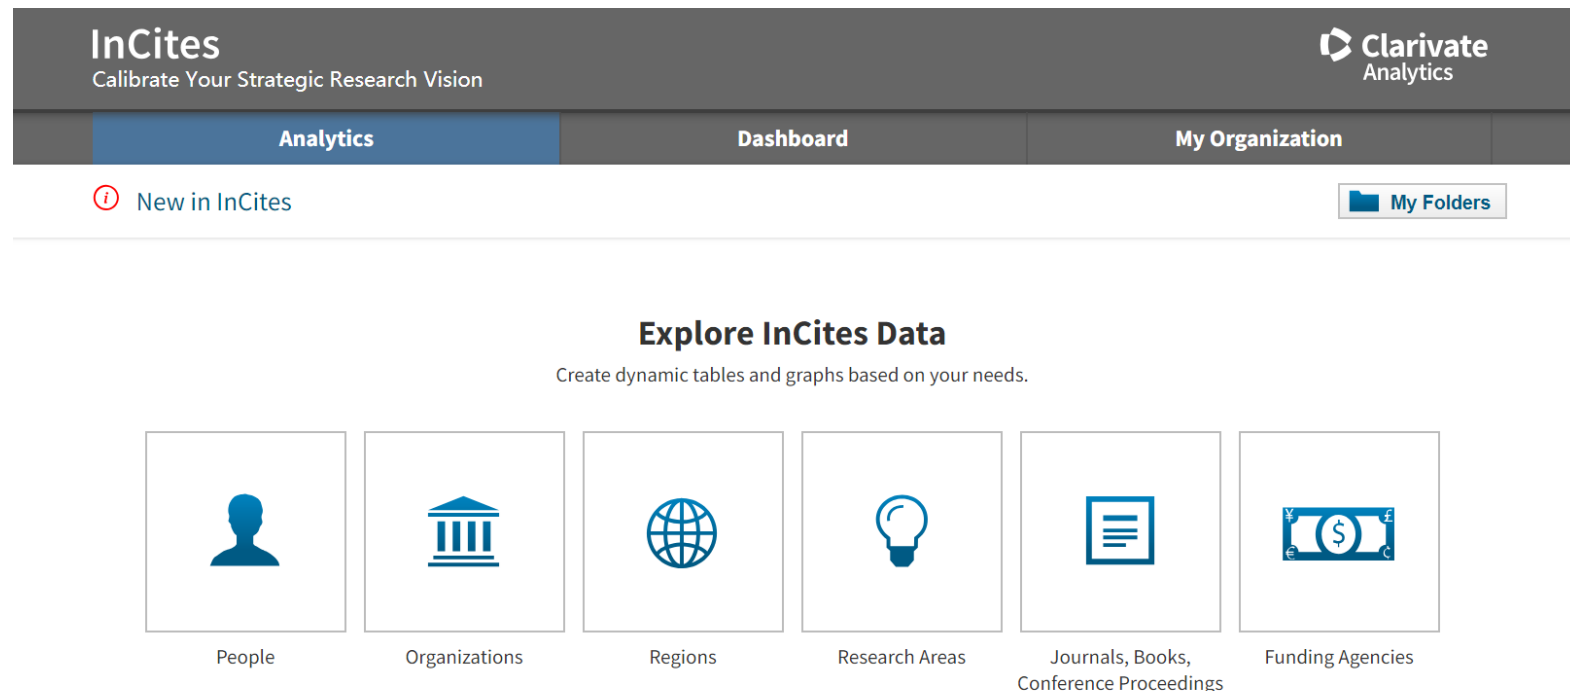 InCites
Calibrate Your Strategic Research Vision
Clarivate
Analytics
Analytics
Dashboard
My Organization
i
New in InCites
My Folders
Explore InCites Data
Create dynamic tables and graphs based on your needs.
¥ £
$
€ ¢
People
Organizations
Regions
Research Areas
Journals, Books,
Conference Proceedings
Funding Agencies